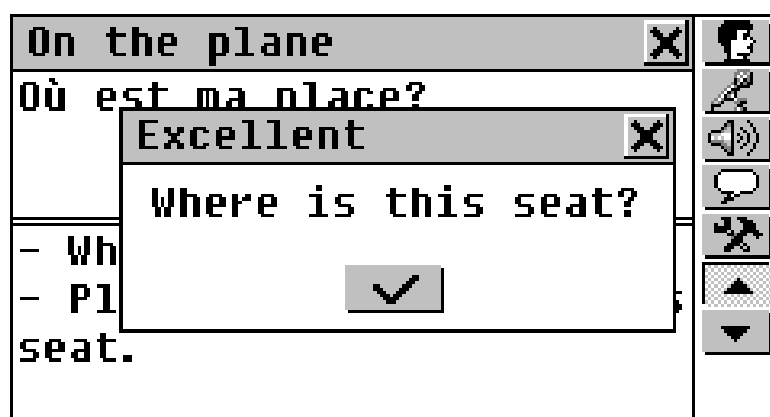 On the plane
Où est ma place?
Excellent
Where is this seat?
- Wh
- Pl
seat.